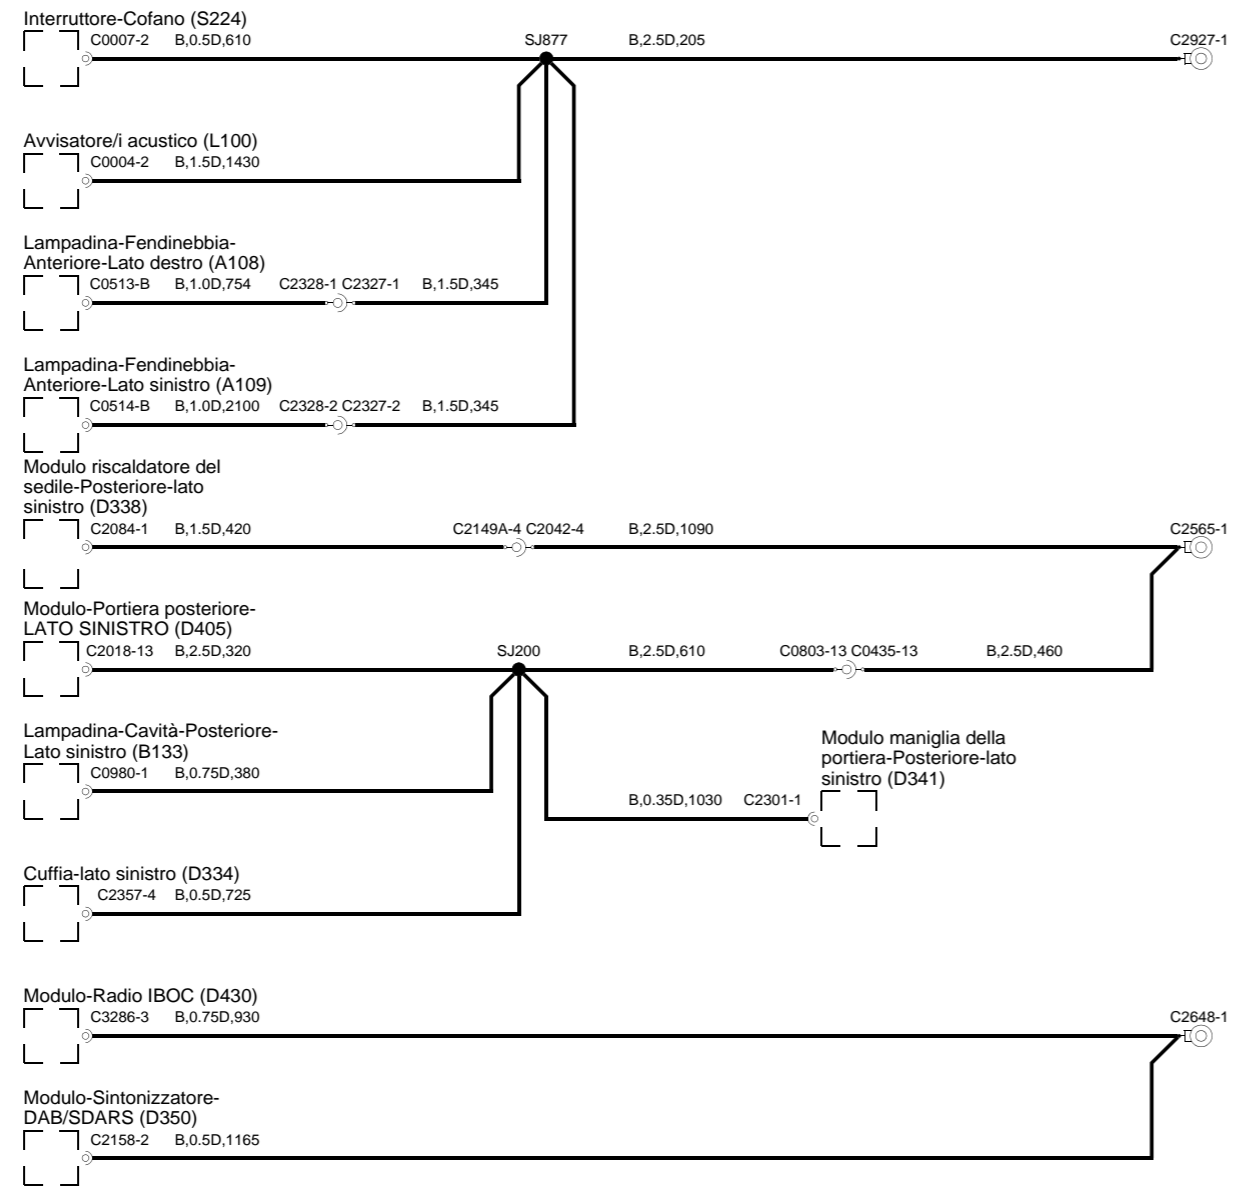 Interruttore-Cofano (S224)
C0007-2 B,0.5D,610 SJ877 B,2.5D,205 C2927-1
Avvisatore/i acustico (L100)
C0004-2 B,1.5D,1430
Lampadina-Fendinebbia-
Anteriore-Lato destro (A108)
C0513-B B,1.0D,754 C2328-1 C2327-1 B,1.5D,345
Lampadina-Fendinebbia-
Anteriore-Lato sinistro (A109)
C0514-B B,1.0D,2100 C2328-2 C2327-2 B,1.5D,345
Modulo riscaldatore del
sedile-Posteriore-lato
sinistro (D338)
C2084-1 B,1.5D,420 C2149A-4 C2042-4 B,2.5D,1090 C2565-1
Modulo-Portiera posteriore-
LATO SINISTRO (D405)
C2018-13 B,2.5D,320 SJ200 B,2.5D,610 C0803-13 C0435-13 B,2.5D,460
Lampadina-Cavità-Posteriore-
Lato sinistro (B133)
C0980-1 B,0.75D,380
Modulo maniglia della
portiera-Posteriore-lato
sinistro (D341)
B,0.35D,1030 C2301-1
Cuffia-lato sinistro (D334)
C2357-4 B,0.5D,725
Modulo-Radio IBOC (D430)
C3286-3 B,0.75D,930 C2648-1
Modulo-Sintonizzatore-
DAB/SDARS (D350)
C2158-2 B,0.5D,1165